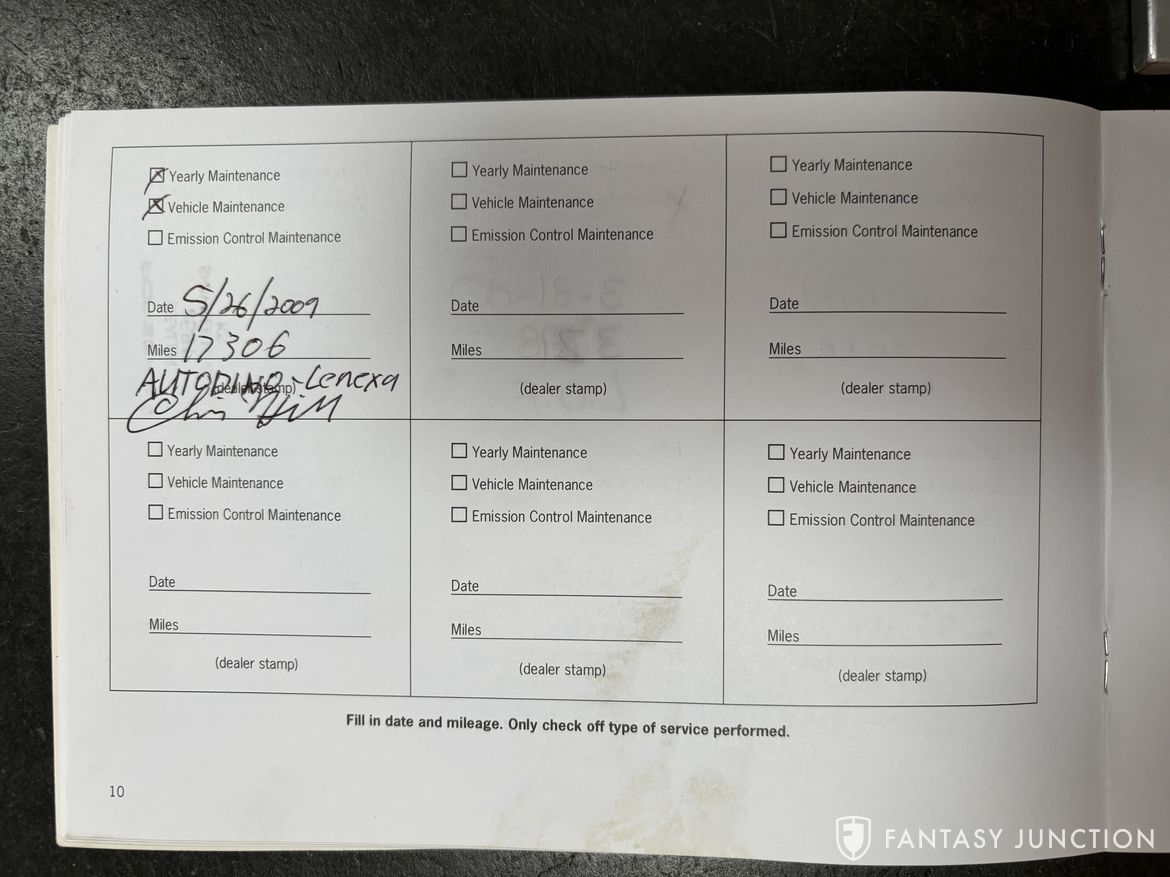 Yearly Maintenance
Vehicle Maintenance
Emission Control Maintenance
Date 5/26/2009
Miles 17306
(dealer stamp)
AUTODINO - Lenexa
Yearly Maintenance
Vehicle Maintenance
Emission Control Maintenance
Date
Miles
(dealer stamp)
Yearly Maintenance
Vehicle Maintenance
Emission Control Maintenance
Date
Miles
(dealer stamp)
Yearly Maintenance
Vehicle Maintenance
Emission Control Maintenance
Date
Miles
(dealer stamp)
Yearly Maintenance
Vehicle Maintenance
Emission Control Maintenance
Date
Miles
(dealer stamp)
Yearly Maintenance
Vehicle Maintenance
Emission Control Maintenance
Date
Miles
(dealer stamp)
Fill in date and mileage. Only check off type of service performed.
10
FANTASY JUNCTION